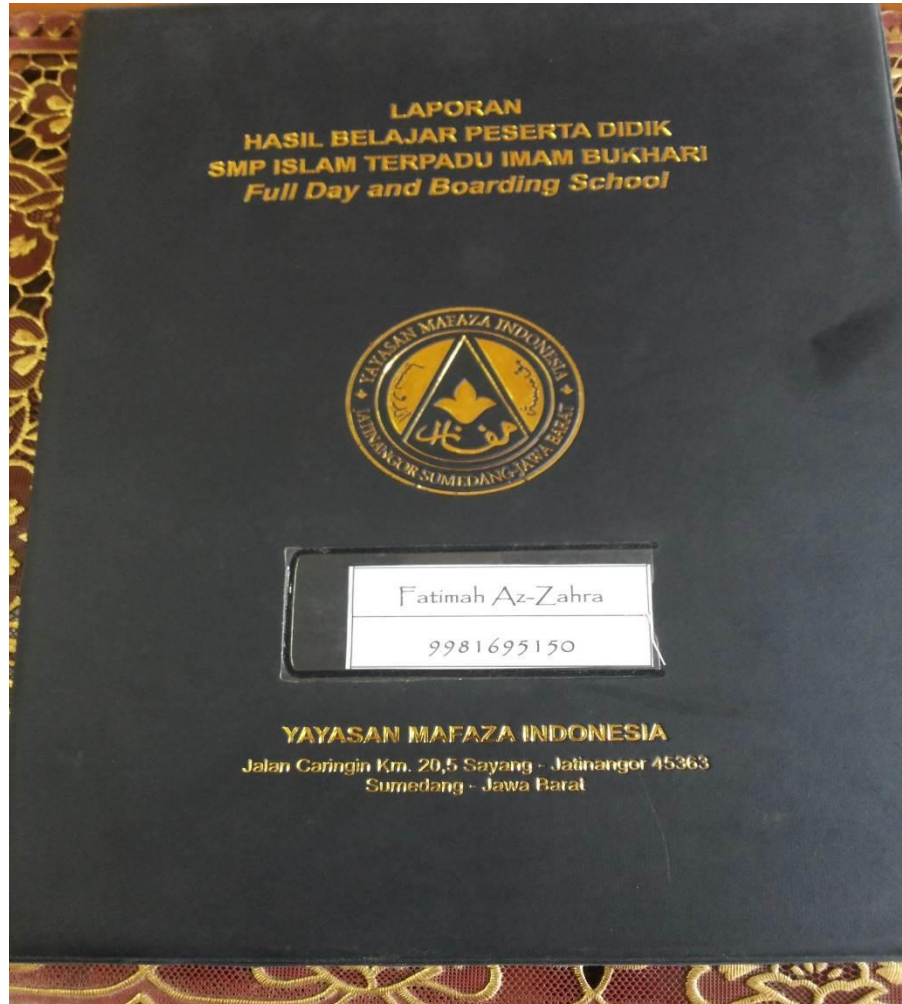 LAPORAN
HASIL BELAJAR PESERTA DIDIK
SMP ISLAM TERPADU IMAM BUKHARI
Full Day and Boarding School
YAYASAN MAFAZA INDONESIA
JATINANGOR SUMEDANG-JAWA BARAT
Fatimah Az-Zahra
9981695150
YAYASAN MAFAZA INDONESIA
Jalan Caringin Km. 20,5 Sayang - Jatinangor 45363
Sumedang - Jawa Barat